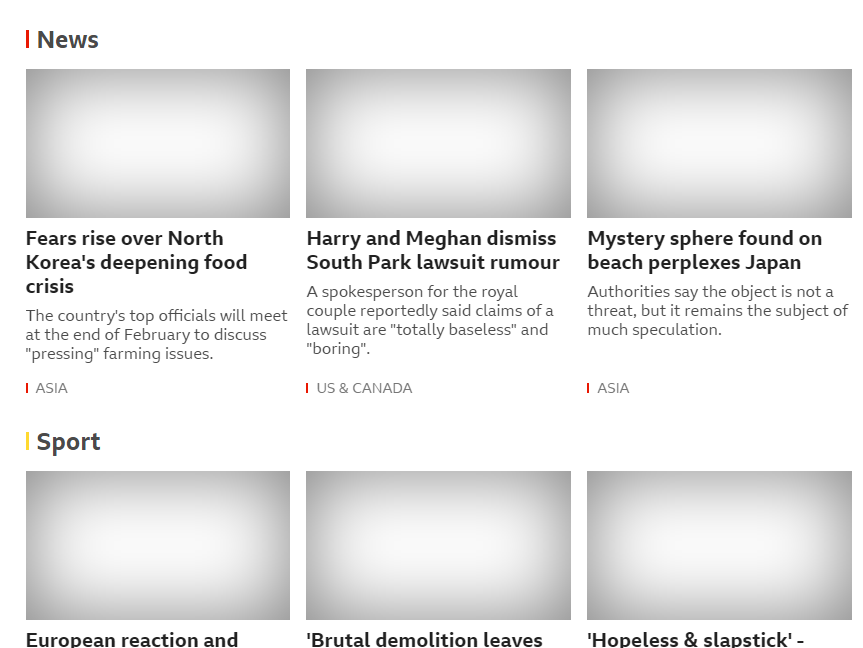 News
Fears rise over North
Korea's deepening food
crisis
The country's top officials will meet
at the end of February to discuss
"pressing" farming issues.
ASIA
Harry and Meghan dismiss
South Park lawsuit rumour
A spokesperson for the royal
couple reportedly said claims of a
lawsuit are "totally baseless" and
"boring".
US & CANADA
Mystery sphere found on
beach perplexes Japan
Authorities say the object is not a
threat, but it remains the subject of
much speculation.
ASIA
Sport
European reaction and
'Brutal demolition leaves
'Hopeless & slapstick' -